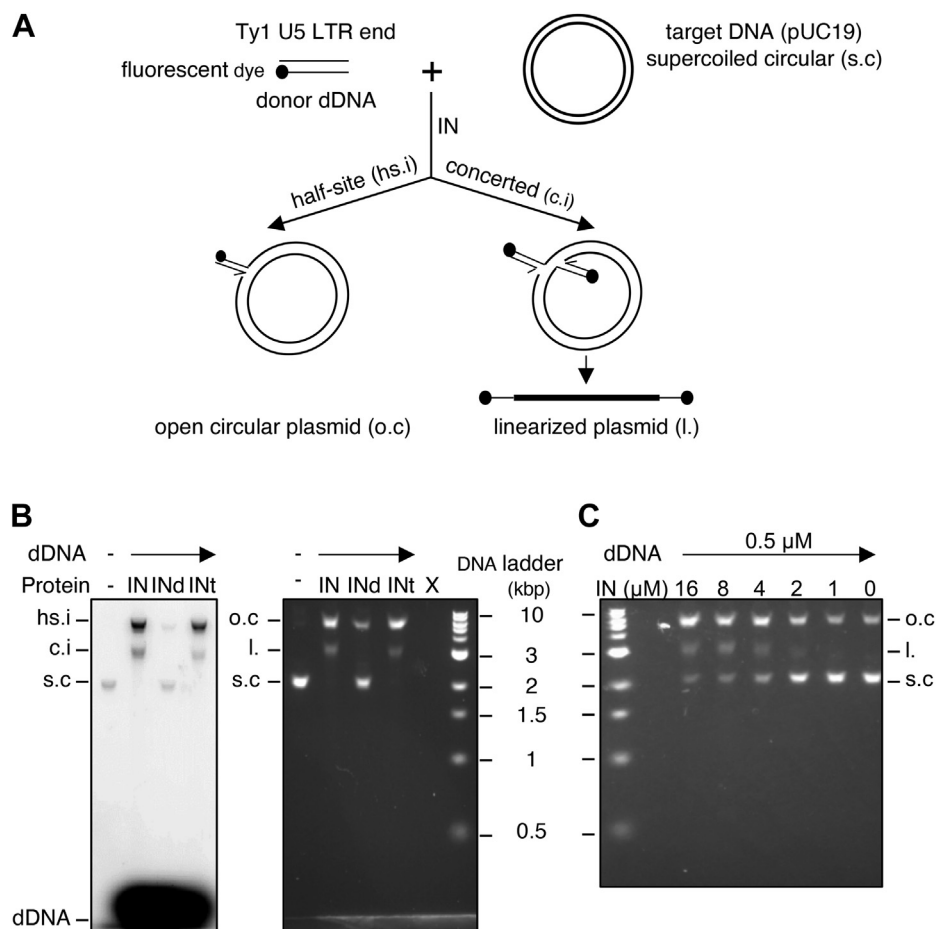 A
Ty1 U5 LTR end
fluorescent dye
donor dDNA
+
target DNA (pUC19)
supercoiled circular (s.c)
IN
half-site (hs.i)
concerted (c.i)
open circular plasmid (o.c)
linearized plasmid (l.)
B
dDNA -
Protein - IN INd INt
hs.i
c.i
s.c
dDNA
-
- IN INd INt X
DNA ladder
(kbp)
o.c
l.
s.c
10
3
2
1.5
1
0.5
C
dDNA 0.5 µM
IN (µM) 16 8 4 2 1 0
o.c
l.
s.c